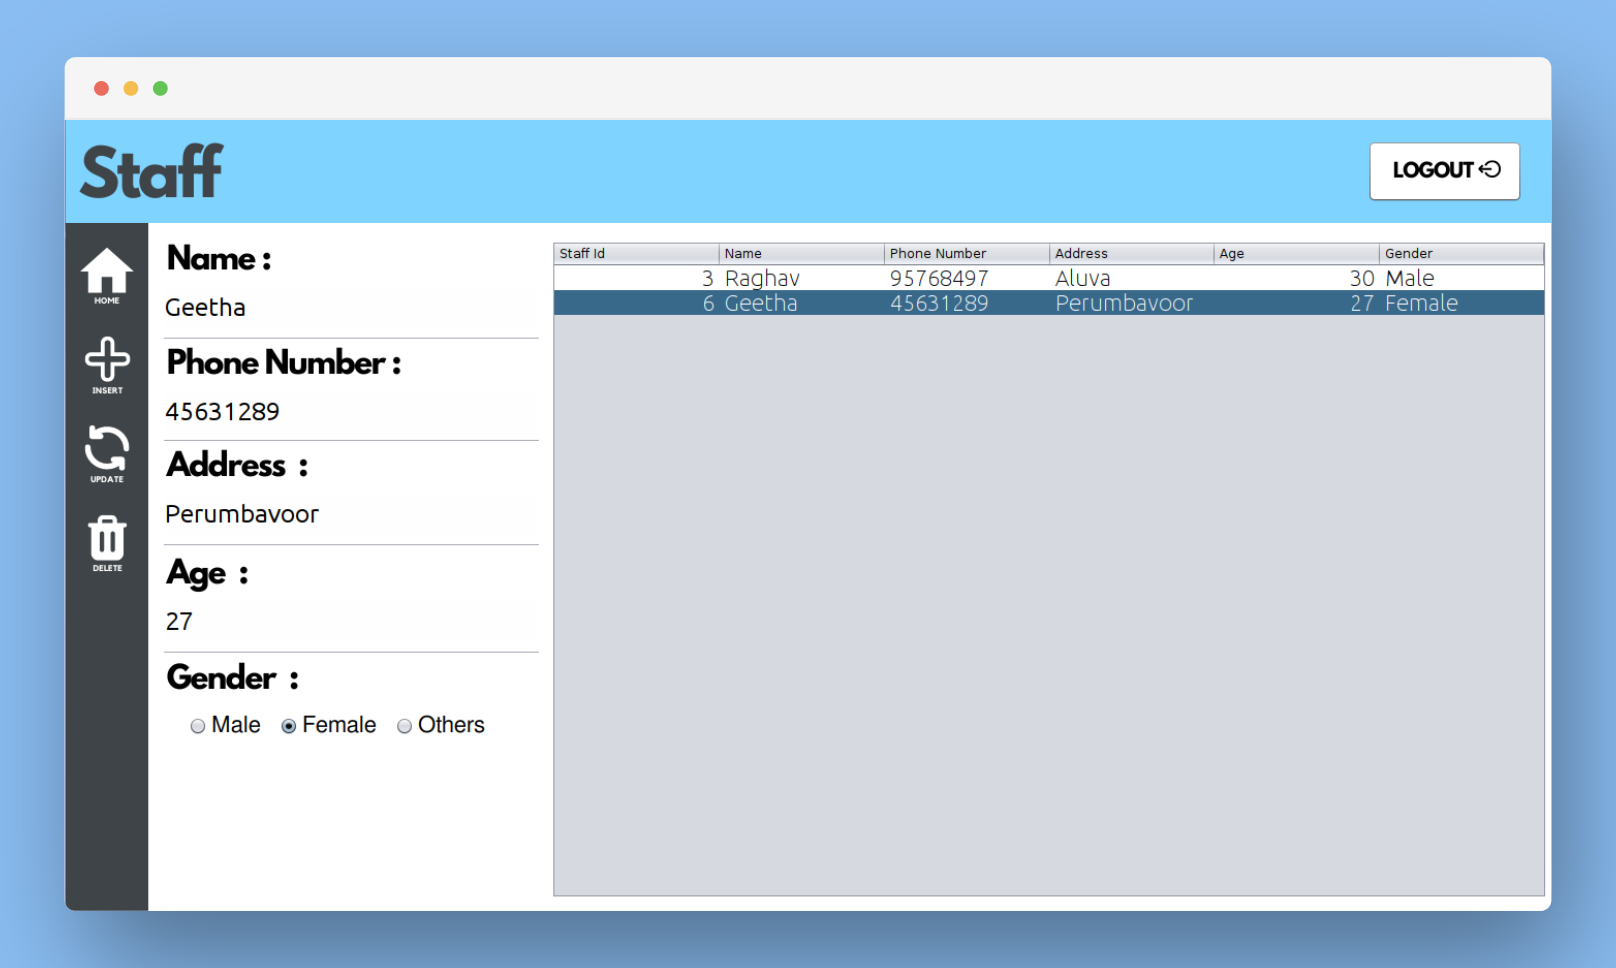 Staff
LOGOUT
HOME
INSERT
UPDATE
DELETE
Name :
Geetha
Phone Number :
45631289
Address :
Perumbavoor
Age :
27
Gender :
Male Female Others
Staff Id Name Phone Number Address Age Gender
3 Raghav 95768497 Aluva 30 Male
6 Geetha 45631289 Perumbavoor 27 Female